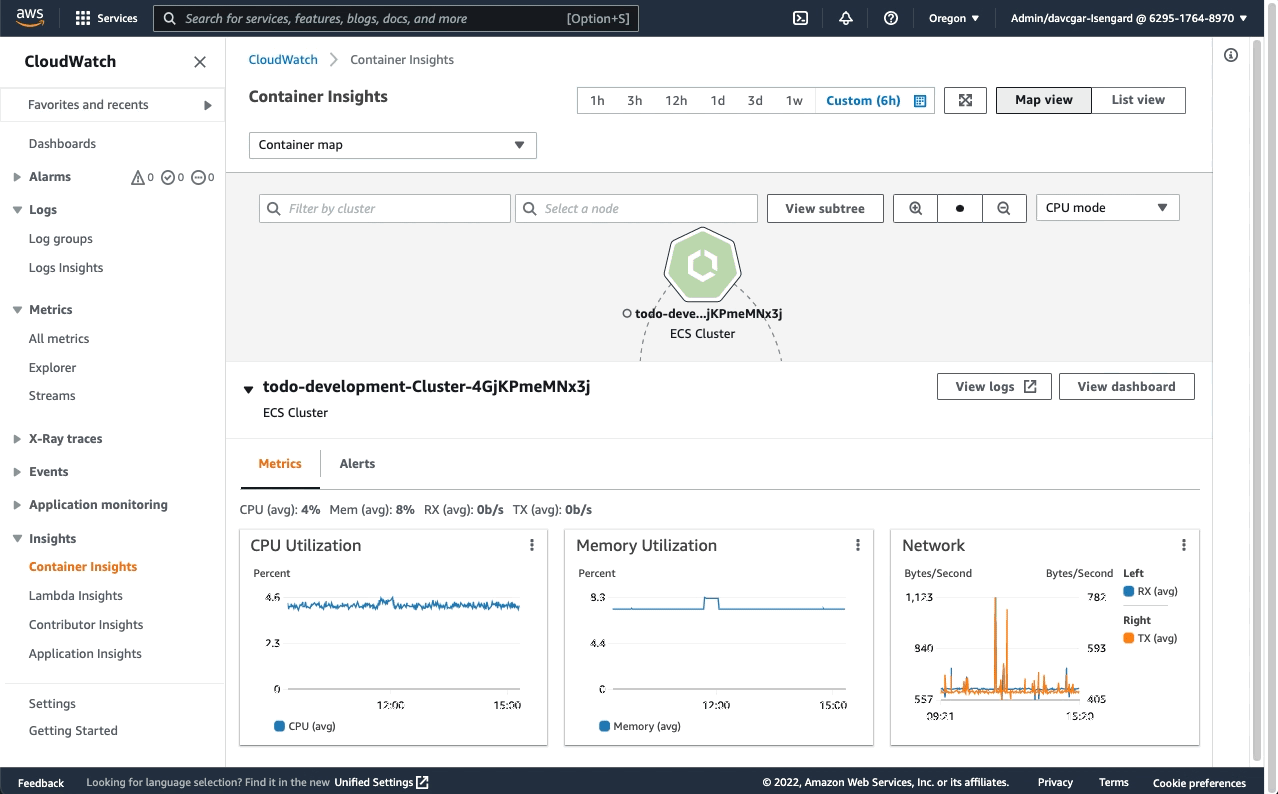 aws
Services
Search for services, features, blogs, docs, and more
[Option+S]
Oregon
Admin/davcgar-Isengard @ 6295-1764-8970
CloudWatch
Favorites and recents
Dashboards
Alarms
0
0
0
Logs
Log groups
Logs Insights
Metrics
All metrics
Explorer
Streams
X-Ray traces
Events
Application monitoring
Insights
Container Insights
Lambda Insights
Contributor Insights
Application Insights
Settings
Getting Started
CloudWatch
Container Insights
Container Insights
1h
3h
12h
1d
3d
1w
Custom (6h)
Map view
List view
Container map
Filter by cluster
Select a node
View subtree
CPU mode
todo-deve...jKPmeMNx3j
ECS Cluster
todo-development-Cluster-4GjKPmeMNx3j
ECS Cluster
View logs
View dashboard
Metrics
Alerts
CPU (avg): 4% Mem (avg): 8% RX (avg): 0b/s TX (avg): 0b/s
CPU Utilization
Percent
4.6
2.3
0
12:00
15:00
CPU (avg)
Memory Utilization
Percent
4.4
0
12:00
15:00
Memory (avg)
Network
Bytes/Second
Bytes/Second
1,123
782
840
593
557
405
09:21
15:20
Left
RX (avg)
Right
TX (avg)
Feedback
Looking for language selection? Find it in the new Unified Settings
© 2022, Amazon Web Services, Inc. or its affiliates.
Privacy
Terms
Cookie preferences